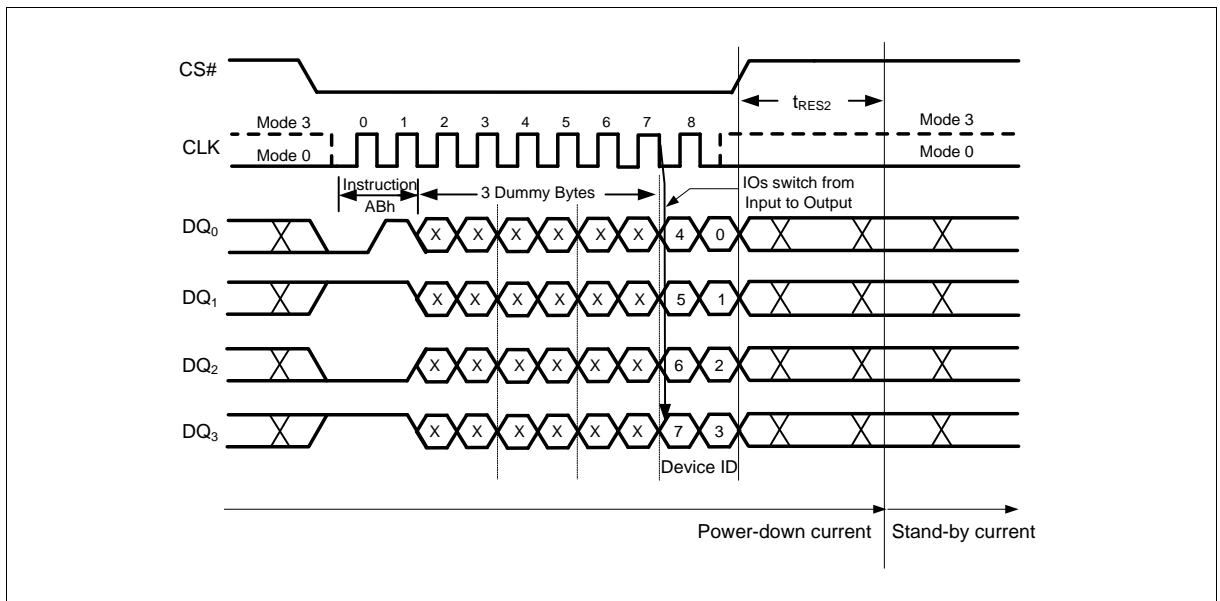 CS#
tRES2
Mode 3 0 1 2 3 4 5 6 7 8 Mode 3
CLK
Mode 0 Mode 0
Instruction
ABh
3 Dummy Bytes
IOs switch from
Input to Output
DQ0 X X X X X X 4 0
DQ1 X X X X X X 5 1
DQ2 X X X X X X 6 2
DQ3 X X X X X X 7 3
Device ID
Power-down current Stand-by current